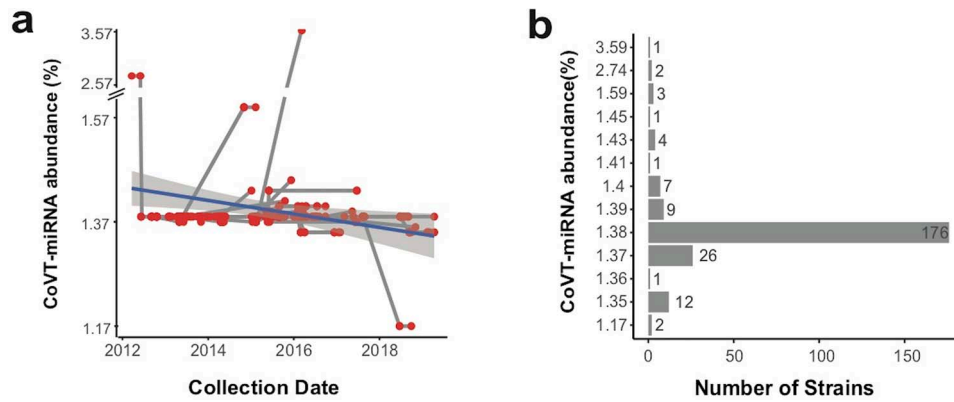 a
CoVT-miRNA abundance (%)
3.57
2.57
1.57
1.37
1.17
2012 2014 2016 2018
Collection Date
b
CoVT-miRNA abundance(%)
3.59 1
2.74 2
1.59 3
1.45 1
1.43 4
1.41 1
1.4 7
1.39 9
1.38 176
1.37 26
1.36 1
1.35 12
1.17 2
0 50 100 150
Number of Strains